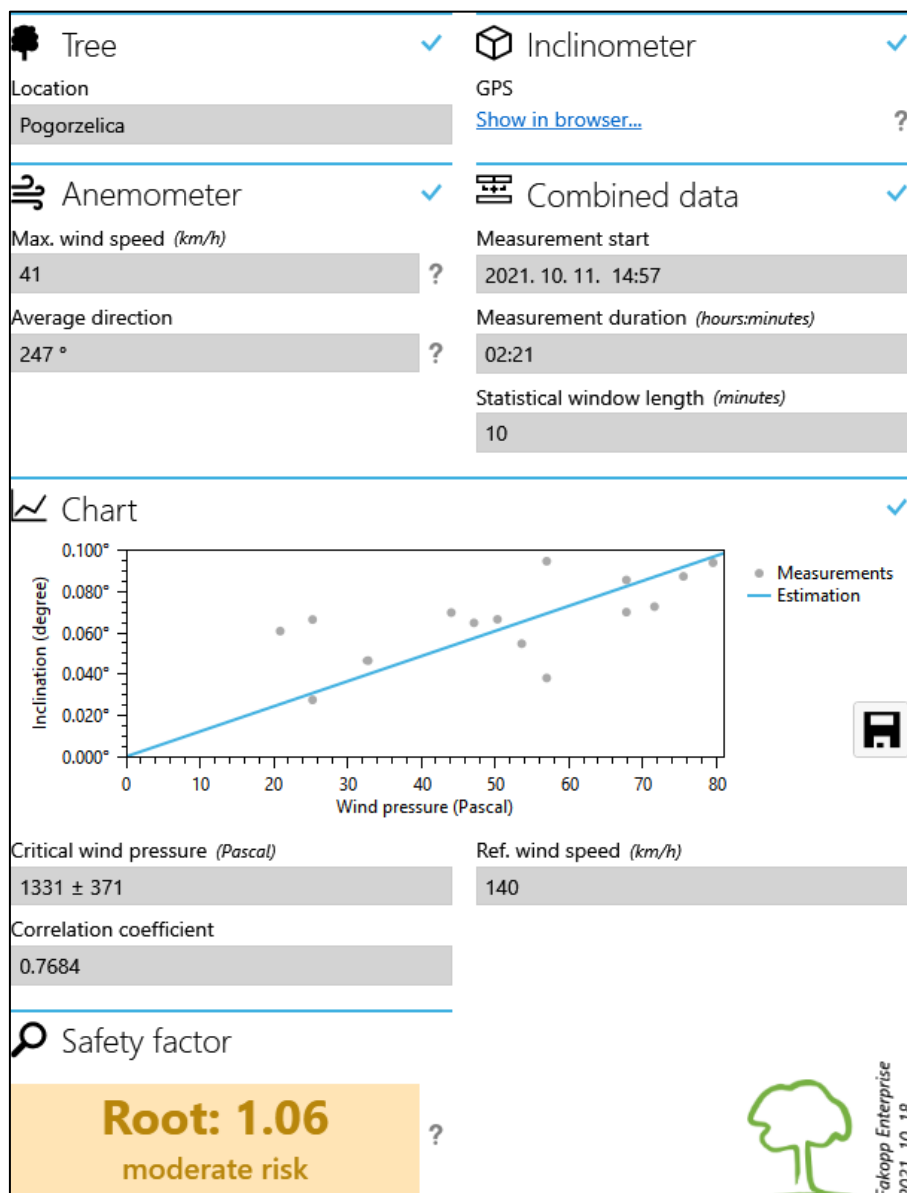 Tree
Location
Pogorzelica
Inclinometer
GPS
Show in browser...
?
Anemometer
Max. wind speed (km/h)
41
?
Average direction
247 °
?
Combined data
Measurement start
2021. 10. 11. 14:57
Measurement duration (hours:minutes)
02:21
Statistical window length (minutes)
10
Chart
0.100°
0.080°
0.060°
0.040°
0.020°
0.000°
Inclination (degree)
0 10 20 30 40 50 60 70 80
Wind pressure (Pascal)
Measurements
Estimation
Critical wind pressure (Pascal)
1331 ± 371
Ref. wind speed (km/h)
140
Correlation coefficient
0.7684
Safety factor
Root: 1.06
moderate risk
?
Fakopp Enterprise
2021. 10. 18.